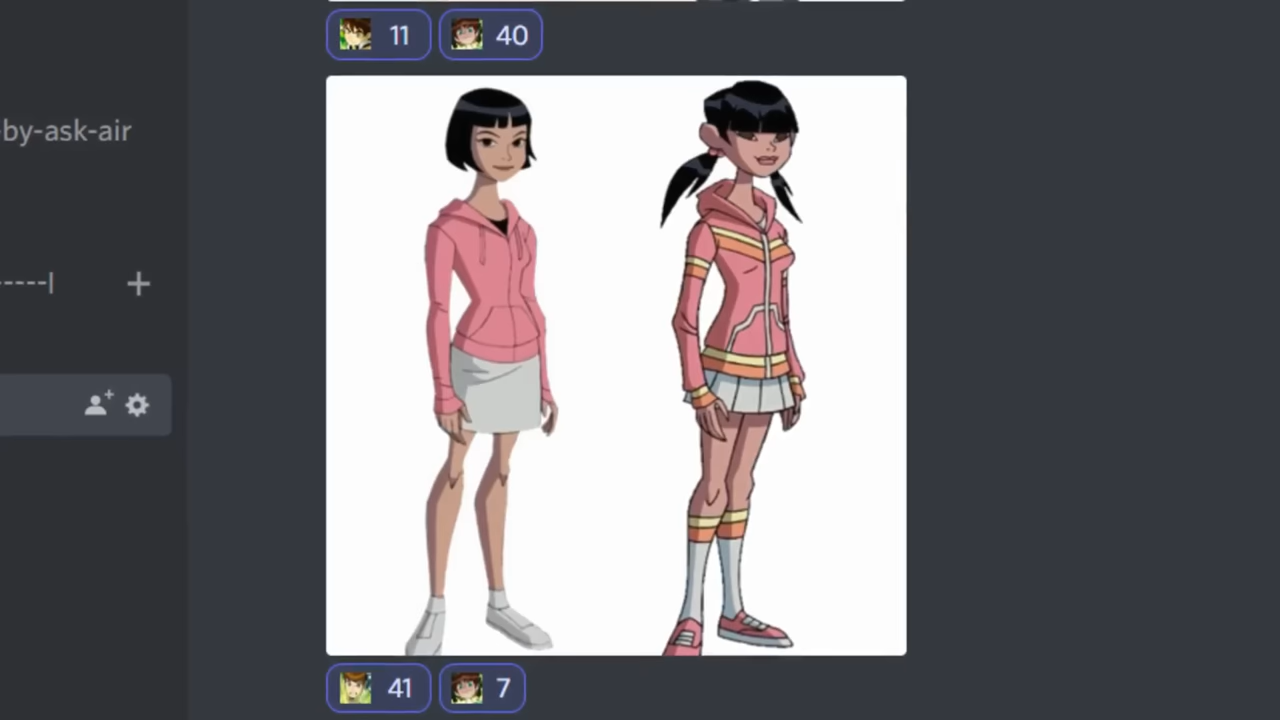 11 40
-by-ask-air
-----| +
41 7